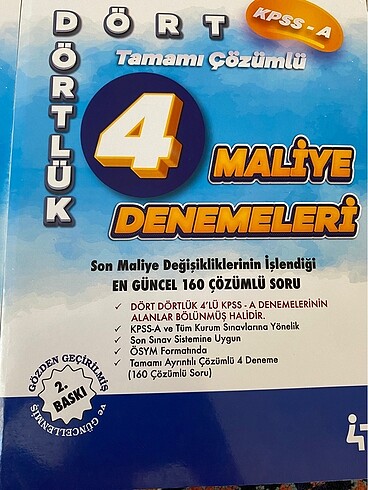 DÖRT
DÖRTLÜK
KPSS - A
Tamamı Çözümlü
4
MALİYE
DENEMELERİ
Son Maliye Değişikliklerinin İşlendiği
EN GÜNCEL 160 ÇÖZÜMLÜ SORU
✓ DÖRT DÖRTLÜK 4'LÜ KPSS - A DENEMELERİNİN
ALANLAR BÖLÜNMÜŞ HALİDİR.
✓ KPSS-A ve Tüm Kurum Sınavlarına Yönelik
✓ Son Sınav Sistemine Uygun
✓ ÖSYM Formatında
✓ Tamamı Ayrıntılı Çözümlü 4 Deneme
(160 Çözümlü Soru)
GÖZDEN GEÇİRİLMİŞ
ve GÜNCELLENMİŞ
2.
BASKI